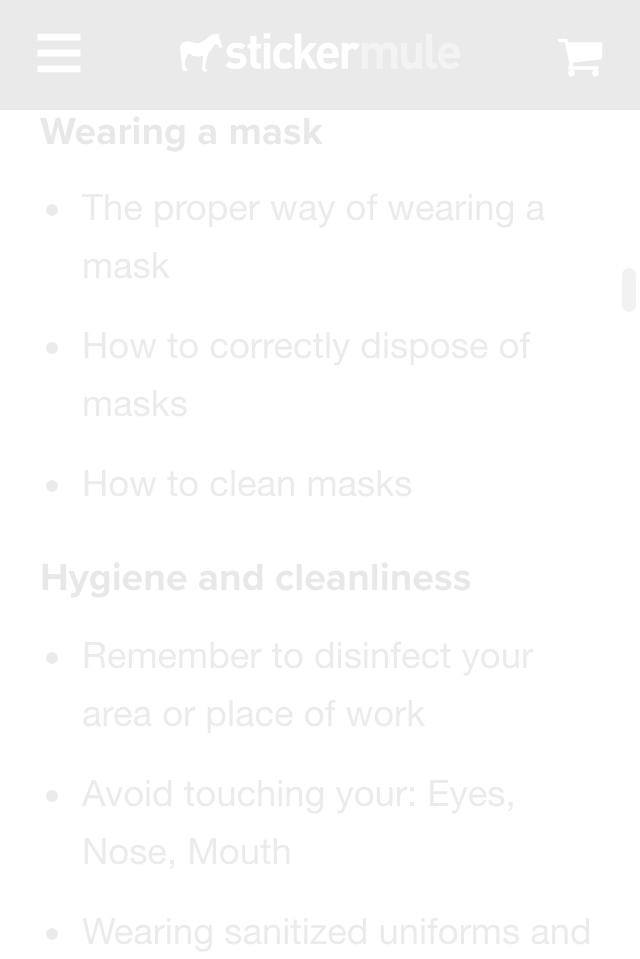 stickermule
Wearing a mask
• The proper way of wearing a
mask
• How to correctly dispose of
masks
• How to clean masks
Hygiene and cleanliness
• Remember to disinfect your
area or place of work
• Avoid touching your: Eyes,
Nose, Mouth
• Wearing sanitized uniforms and